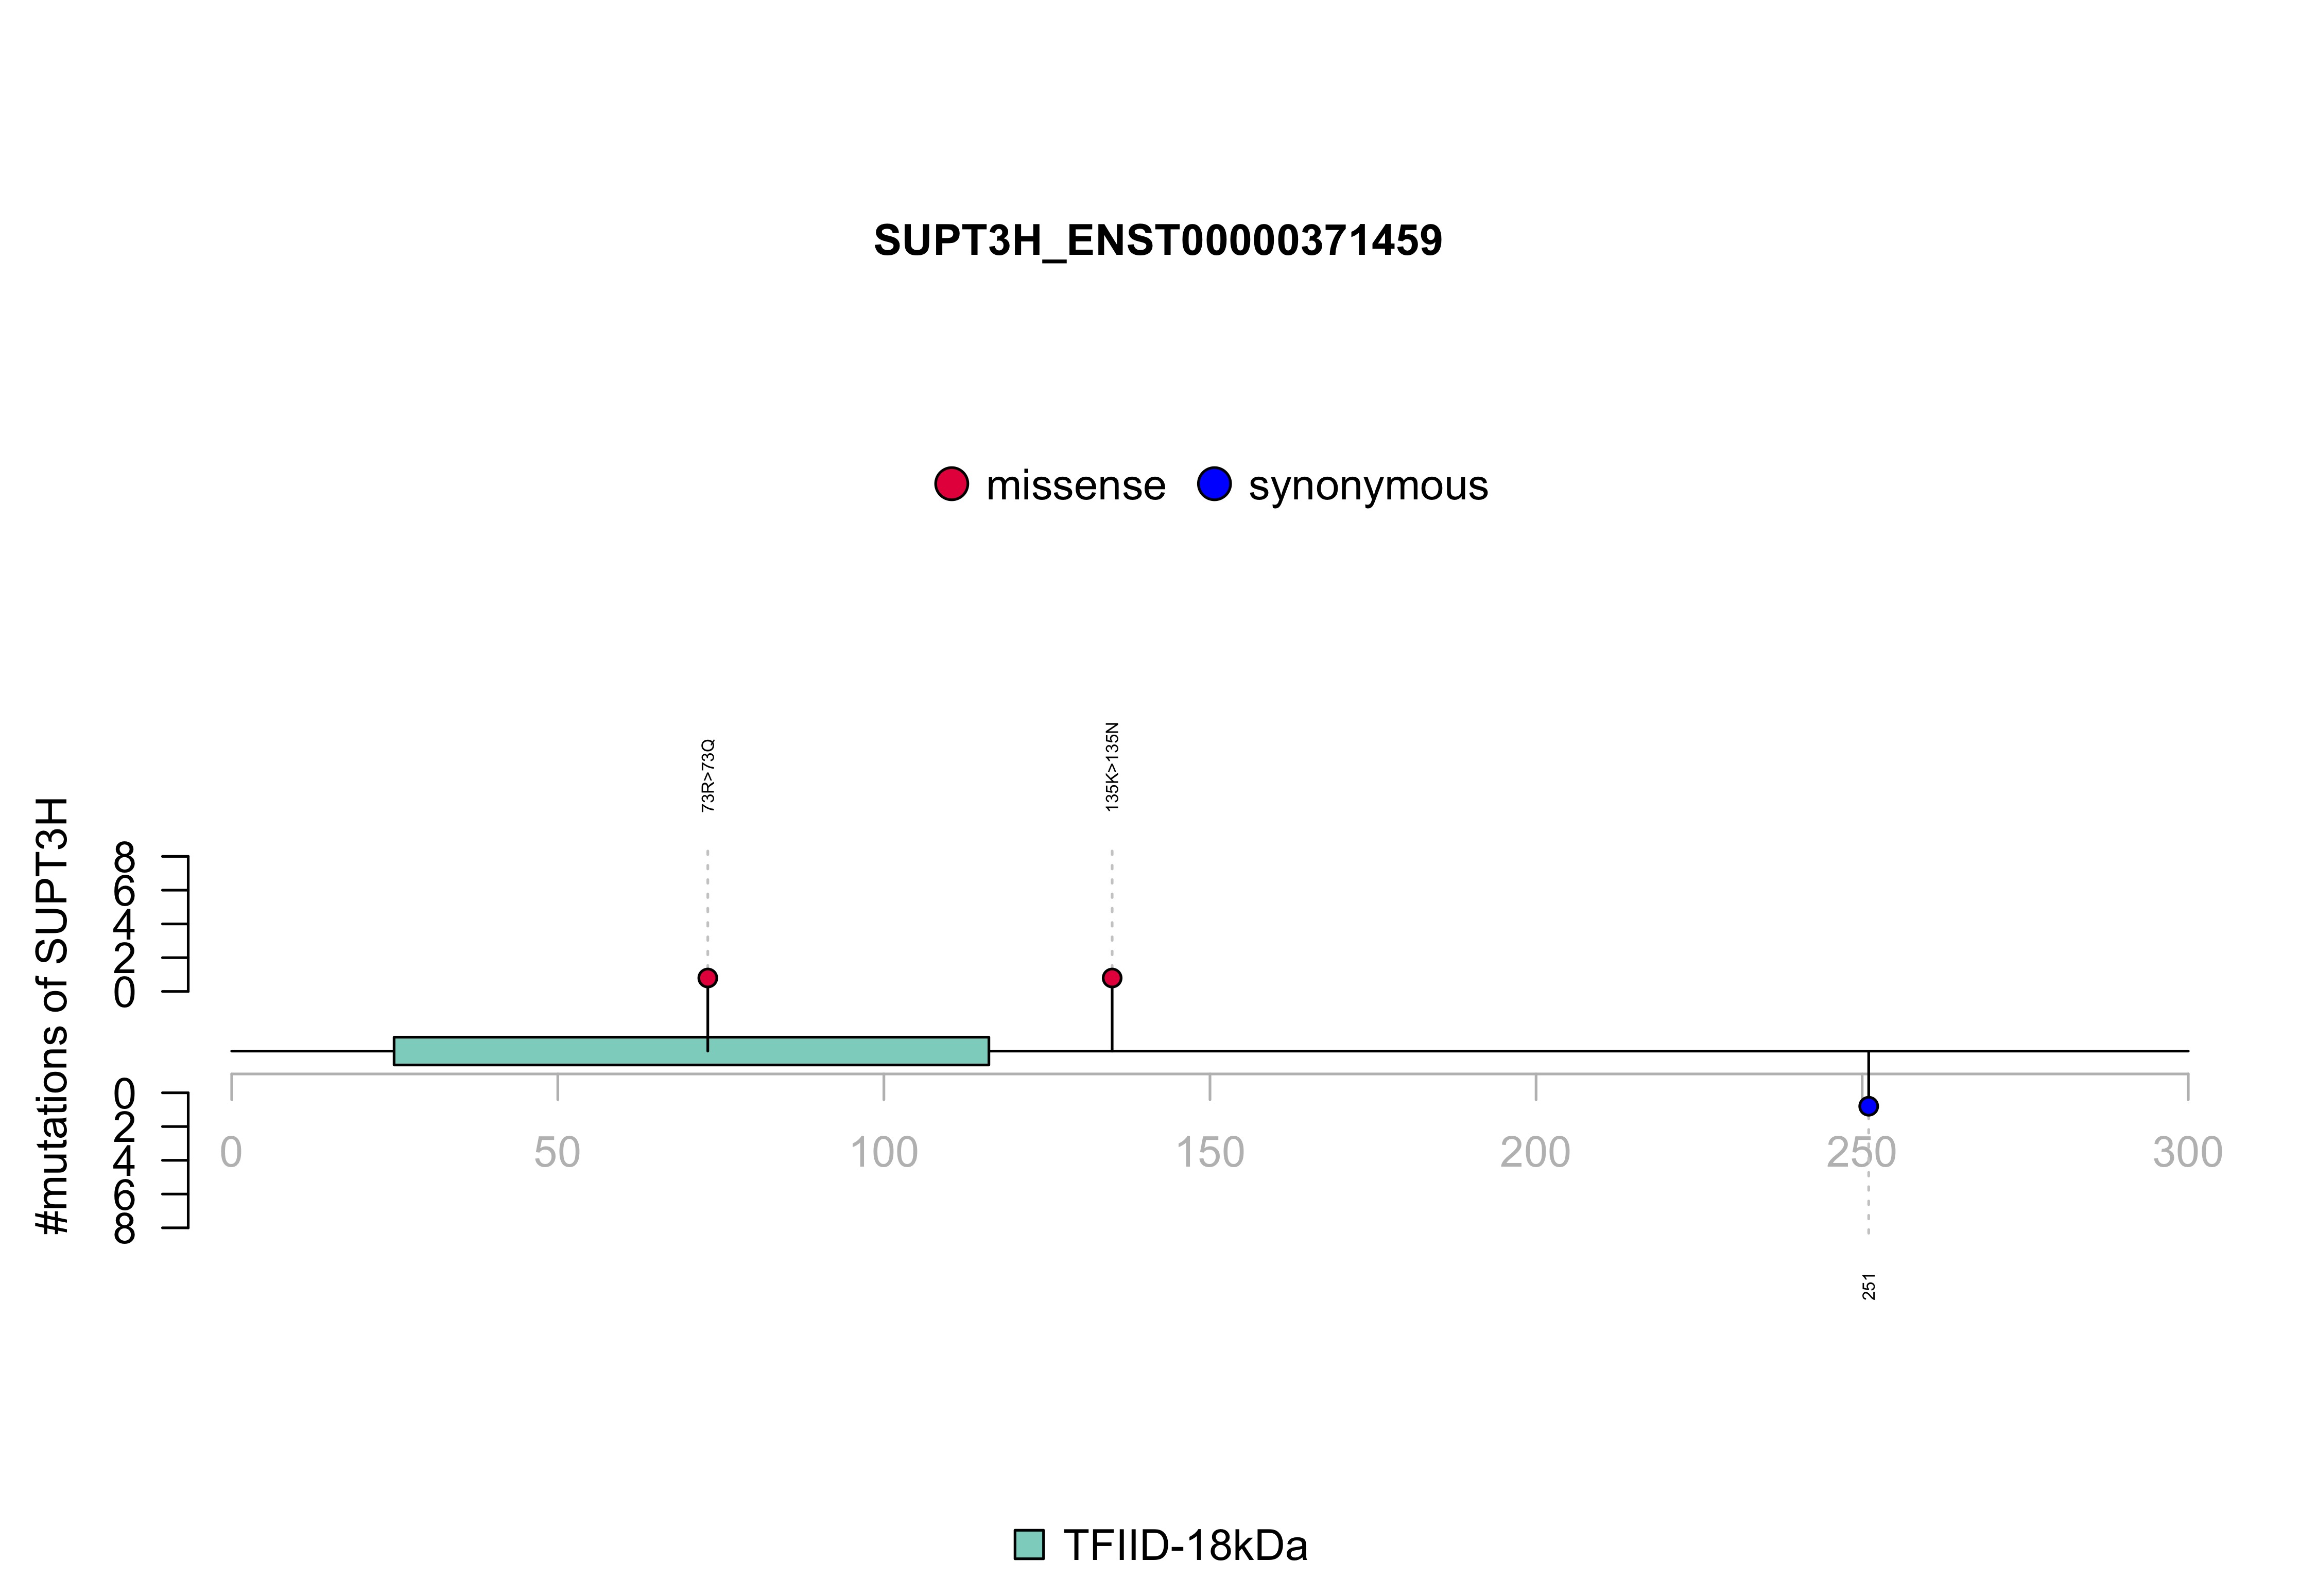 SUPT3H_ENST00000371459
missense synonymous
73R>73Q
135K>135N
#mutations of SUPT3H
8
6
4
2
0
0
2
4
6
8
0 50 100 150 200 250 300
251
TFIID-18kDa